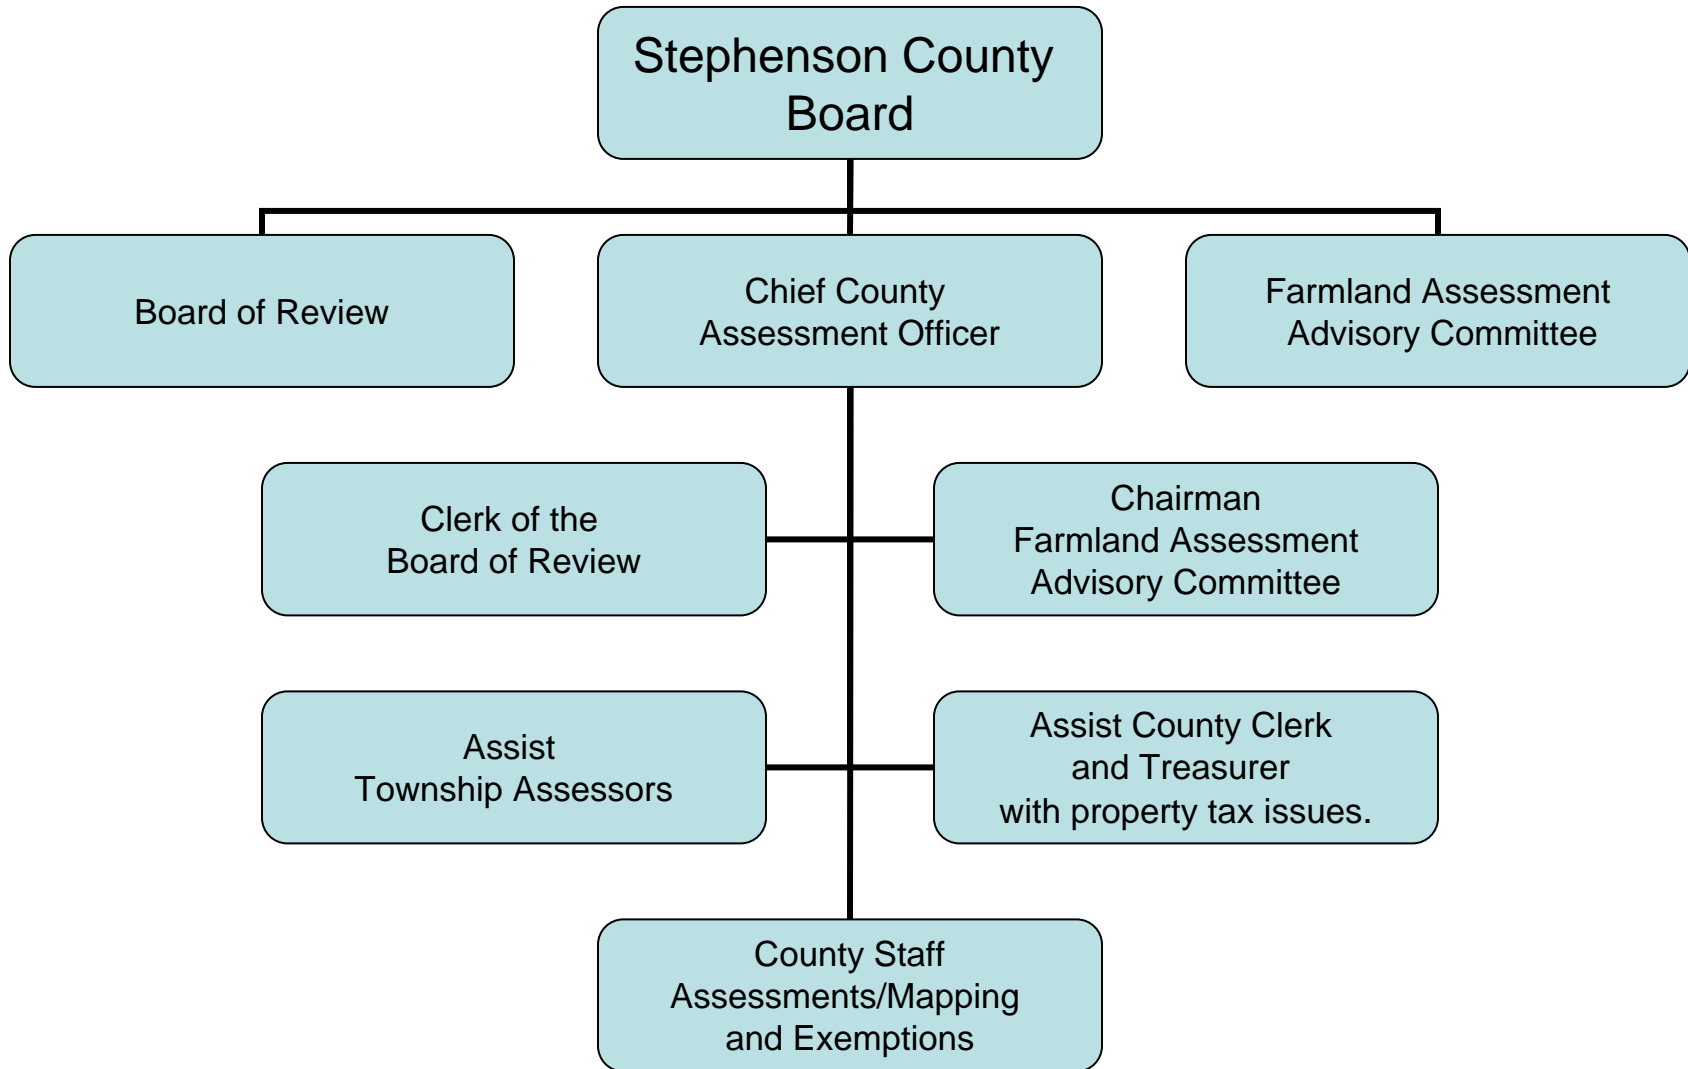 Stephenson County
Board
Board of Review
Chief County
Assessment Officer
Farmland Assessment
Advisory Committee
Clerk of the
Board of Review
Chairman
Farmland Assessment
Advisory Committee
Assist
Township Assessors
Assist County Clerk
and Treasurer
with property tax issues.
County Staff
Assessments/Mapping
and Exemptions